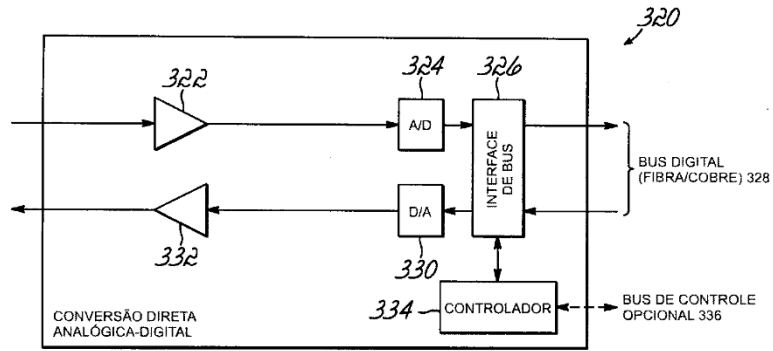 320
322
324
326
A/D
INTERFACE
DE BUS
BUS DIGITAL
(FIBRA/COBRE) 328
D/A
332
330
334
CONTROLADOR
BUS DE CONTROLE
OPCIONAL 336
CONVERSÃO DIRETA
ANALÓGICA-DIGITAL